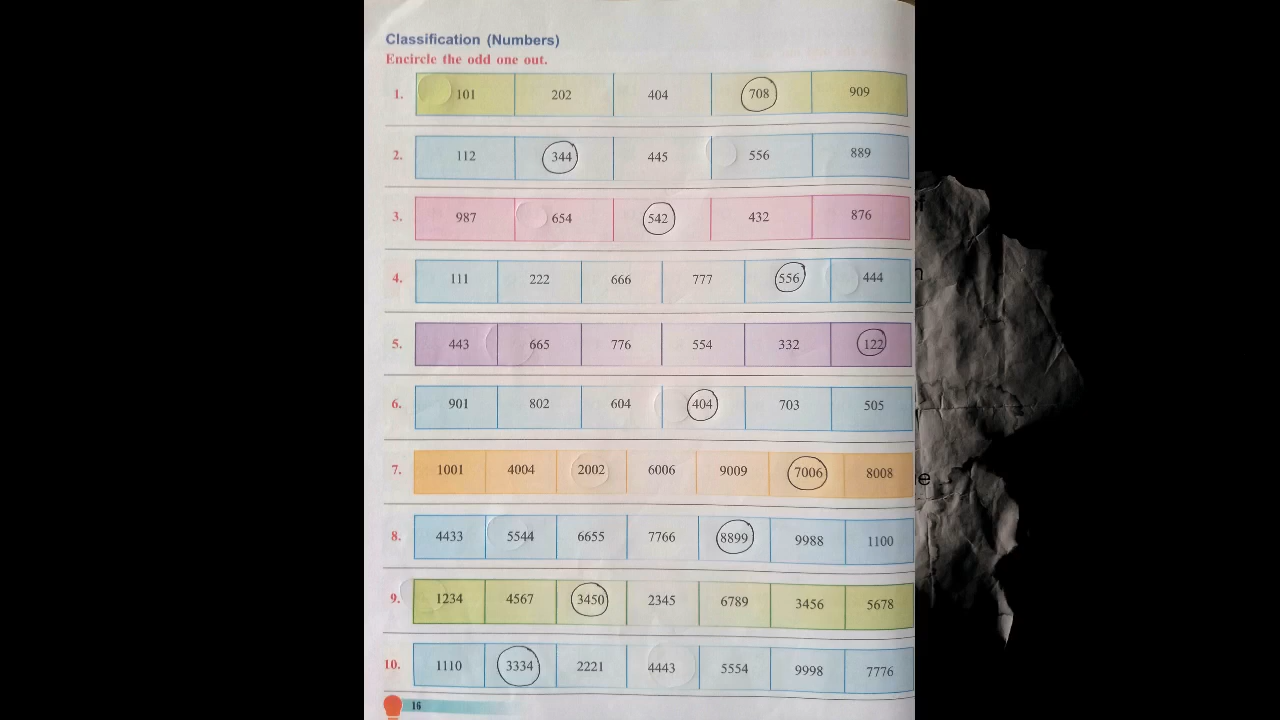 Classification (Numbers)
Encircle the odd one out.
1. 101 202 404 708 909
2. 112 344 445 556 889
3. 987 654 542 432 876
4. 111 222 666 777 556 444
5. 443 665 776 554 332 122
6. 901 802 604 404 703 505
7. 1001 4004 2002 6006 9009 7006 8008
8. 4433 5544 6655 7766 8899 9988 1100
9. 1234 4567 3450 2345 6789 3456 5678
10. 1110 3334 2221 4443 5554 9998 7776
16